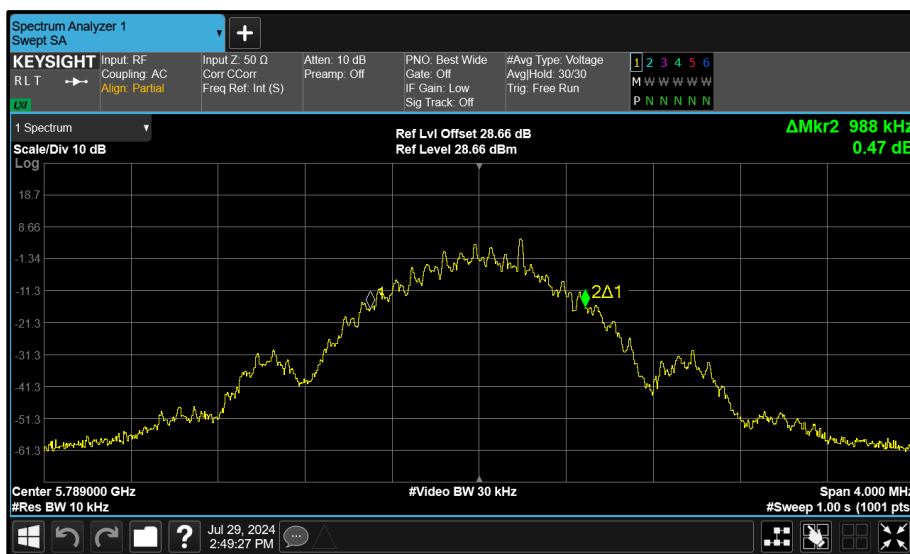 Spectrum Analyzer 1
Swept SA
KEYSIGHT
R L T
LXI
Input: RF
Coupling: AC
Align: Partial
Input Z: 50 Ω
Corr CCorr
Freq Ref: Int (S)
Atten: 10 dB
Preamp: Off
PNO: Best Wide
Gate: Off
IF Gain: Low
Sig Track: Off
#Avg Type: Voltage
Avg|Hold: 30/30
Trig: Free Run
1 2 3 4 5 6
M W W W W W
P N N N N N
1 Spectrum
Scale/Div 10 dB
Log
Ref Lvl Offset 28.66 dB
Ref Level 28.66 dBm
ΔMkr2 988 kHz
0.47 dB
18.7
8.66
-1.34
-11.3
-21.3
-31.3
-41.3
-51.3
-61.3
1
2Δ1
Center 5.789000 GHz
#Res BW 10 kHz
#Video BW 30 kHz
Span 4.000 MHz
#Sweep 1.00 s (1001 pts
?
Jul 29, 2024
2:49:27 PM